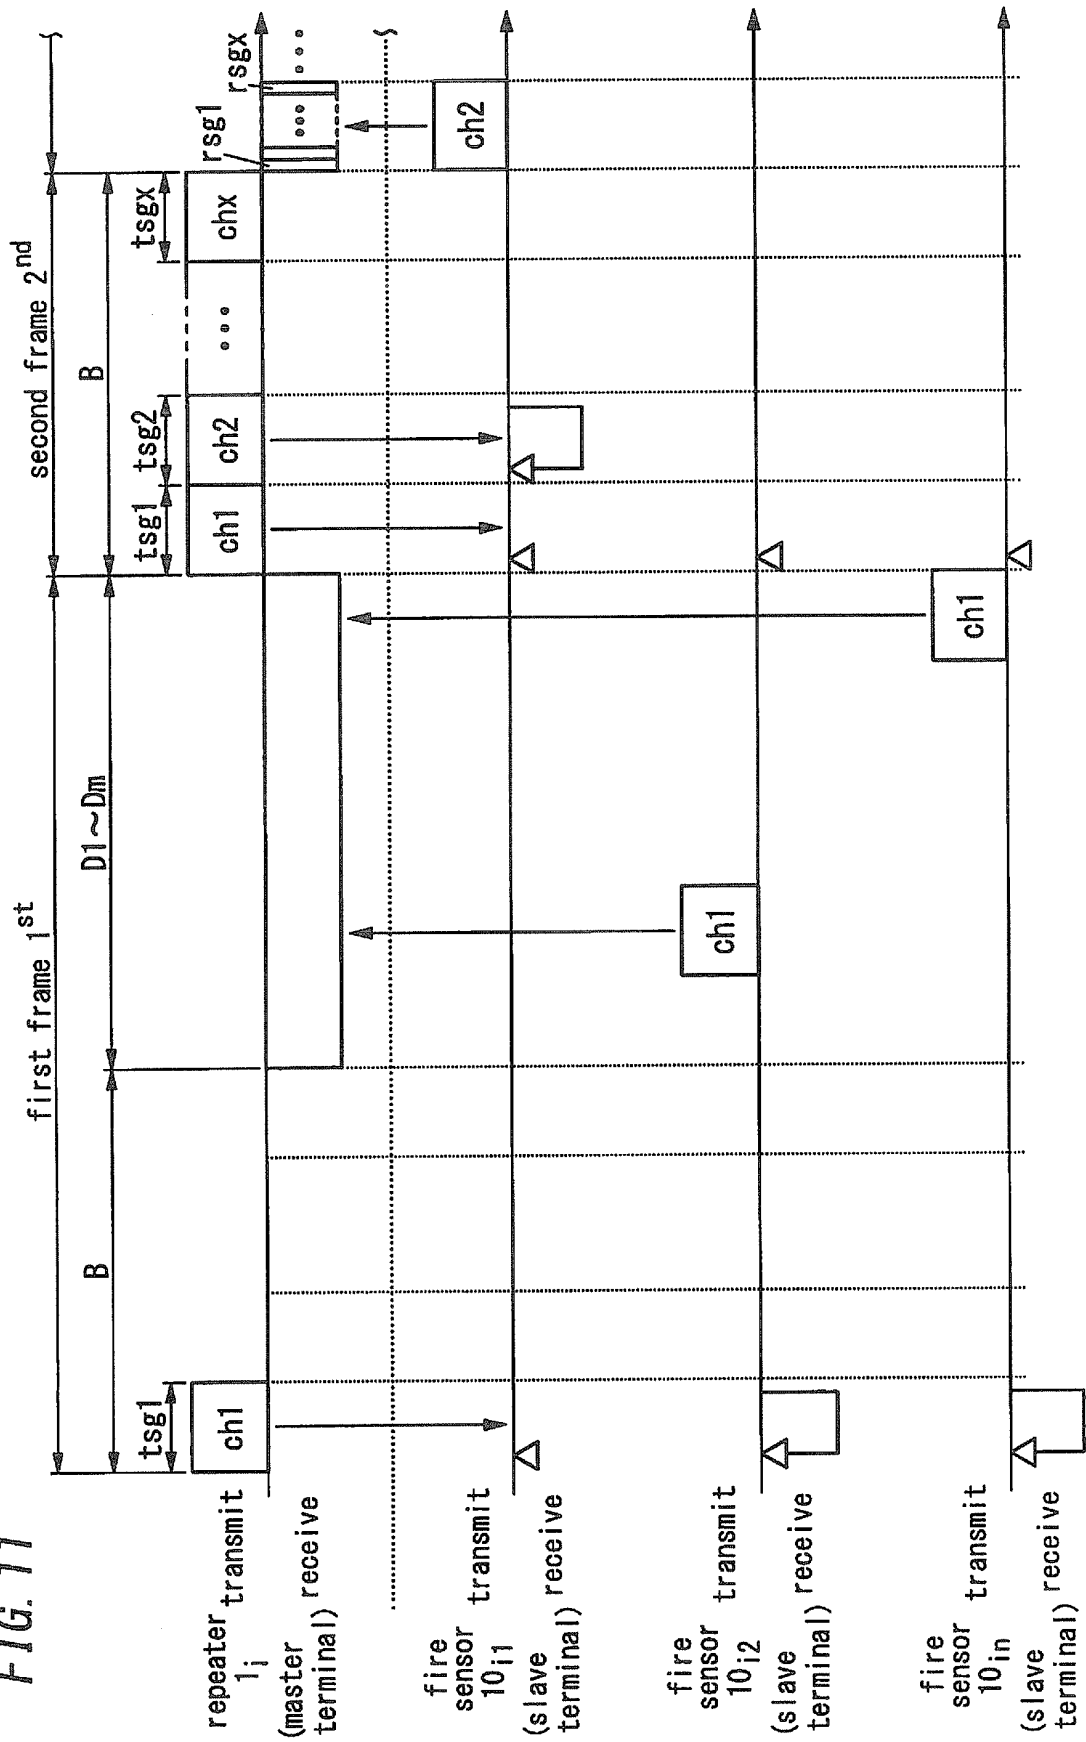 FIG. 11
first frame 1st
second frame 2nd
B
D1~Dm
B
tsg1
tsg1
tsg2
tsgx
rsg1
rsgx
repeater
1i
(master
terminal)
transmit
receive
ch1
ch1
ch2
•••
chx
•••
•••
fire
sensor
10i1
(slave
terminal)
transmit
receive
ch2
fire
sensor
10i2
(slave
terminal)
transmit
receive
ch1
fire
sensor
10in
(slave
terminal)
transmit
receive
ch1